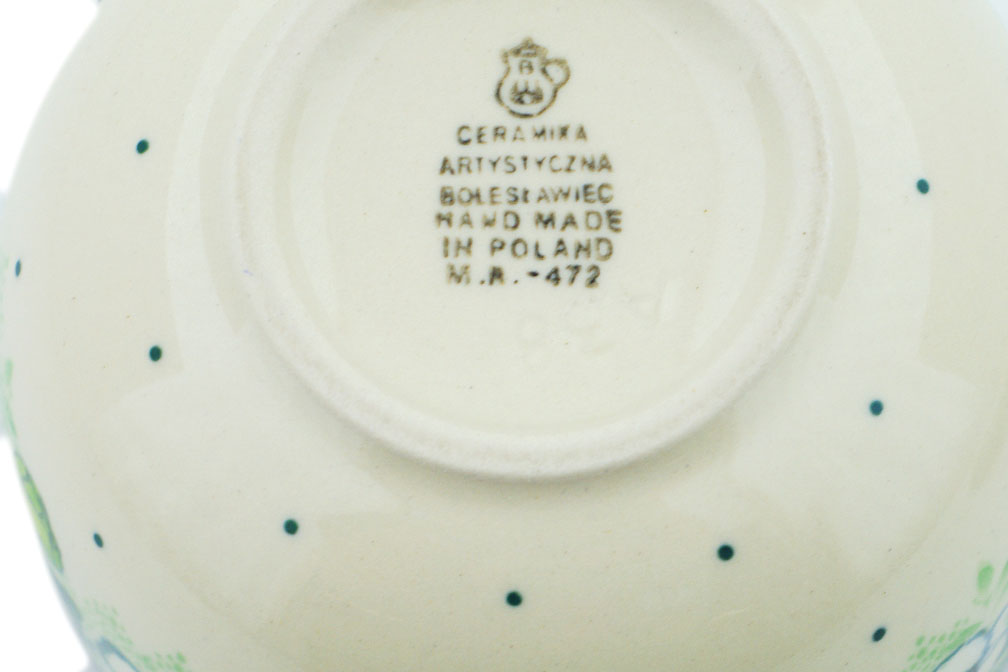 B
CERAMIKA
ARTYSTYCZNA
BOLESŁAWIEC
HAND MADE
IN POLAND
M.A.-472